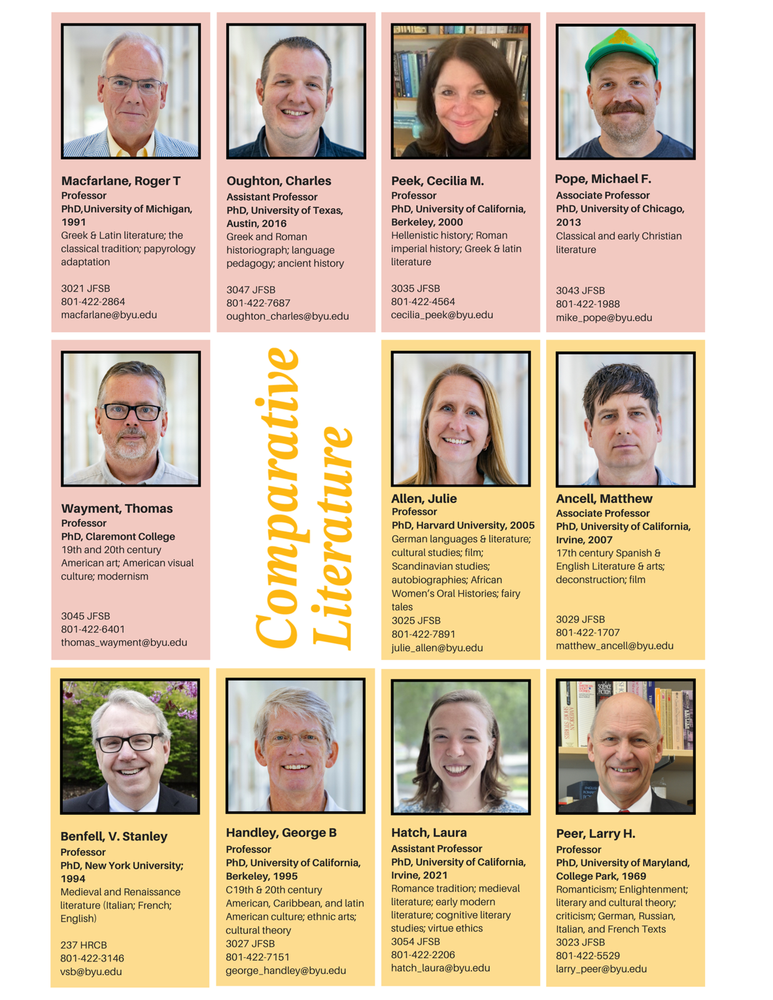 Macfarlane, Roger T
Professor
PhD,University of Michigan,
1991
Greek & Latin literature; the
classical tradition; papyrology
adaptation
3021 JFSB
801-422-2864
macfarlane@byu.edu
Oughton, Charles
Assistant Professor
PhD, University of Texas,
Austin, 2016
Greek and Roman
historiograph; language
pedagogy; ancient history
3047 JFSB
801-422-7687
oughton_charles@byu.edu
Peek, Cecilia M.
Professor
PhD, University of California,
Berkeley, 2000
Hellenistic history; Roman
imperial history; Greek & latin
literature
3035 JFSB
801-422-4564
cecilia_peek@byu.edu
Pope, Michael F.
Associate Professor
PhD, University of Chicago,
2013
Classical and early Christian
literature
3043 JFSB
801-422-1988
mike_pope@byu.edu
Wayment, Thomas
Professor
PhD, Claremont College
19th and 20th century
American art; American visual
culture; modernism
3045 JFSB
801-422-6401
thomas_wayment@byu.edu
Comparative
Literature
Allen, Julie
Professor
PhD, Harvard University, 2005
German languages & literature;
cultural studies; film;
Scandinavian studies;
autobiographies; African
Women's Oral Histories; fairy
tales
3025 JFSB
801-422-7891
julie_allen@byu.edu
Ancell, Matthew
Associate Professor
PhD, University of California,
Irvine, 2007
17th century Spanish &
English Literature & arts;
deconstruction; film
3029 JFSB
801-422-1707
matthew_ancell@byu.edu
Benfell, V. Stanley
Professor
PhD, New York University;
1994
Medieval and Renaissance
literature (Italian; French;
English)
237 HRCB
801-422-3146
vsb@byu.edu
Handley, George B
Professor
PhD, University of California,
Berkeley, 1995
C19th & 20th century
American, Caribbean, and latin
American culture; ethnic arts;
cultural theory
3027 JFSB
801-422-7151
george_handley@byu.edu
Hatch, Laura
Assistant Professor
PhD, University of California,
Irvine, 2021
Romance tradition; medieval
literature; early modern
literature; cognitive literary
studies; virtue ethics
3054 JFSB
801-422-2206
hatch_laura@byu.edu
SCIENCE
FICTION
AMERICAN
SHORT STORIES
Peer, Larry H.
Professor
PhD, University of Maryland,
College Park, 1969
Romanticism; Enlightenment;
literary and cultural theory;
criticism; German, Russian,
Italian, and French Texts
3023 JFSB
801-422-5529
larry_peer@byu.edu